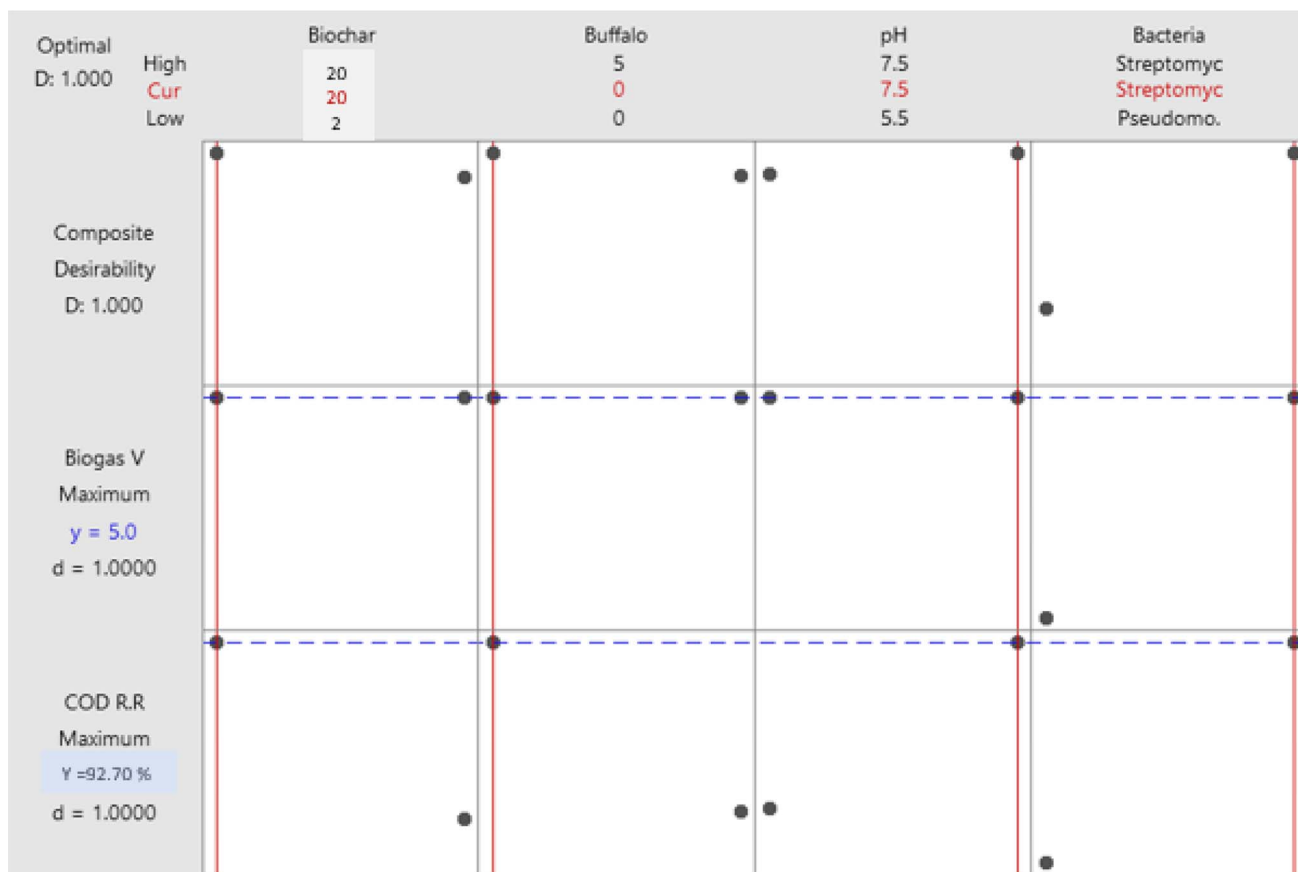 Optimal
D: 1.000
High
Cur
Low
Biochar
20
20
2
Buffalo
5
0
0
pH
7.5
7.5
5.5
Bacteria
Streptomyc
Streptomyc
Pseudomo.
Composite
Desirability
D: 1.000
Biogas V
Maximum
y = 5.0
d = 1.0000
COD R.R
Maximum
Y =92.70 %
d = 1.0000